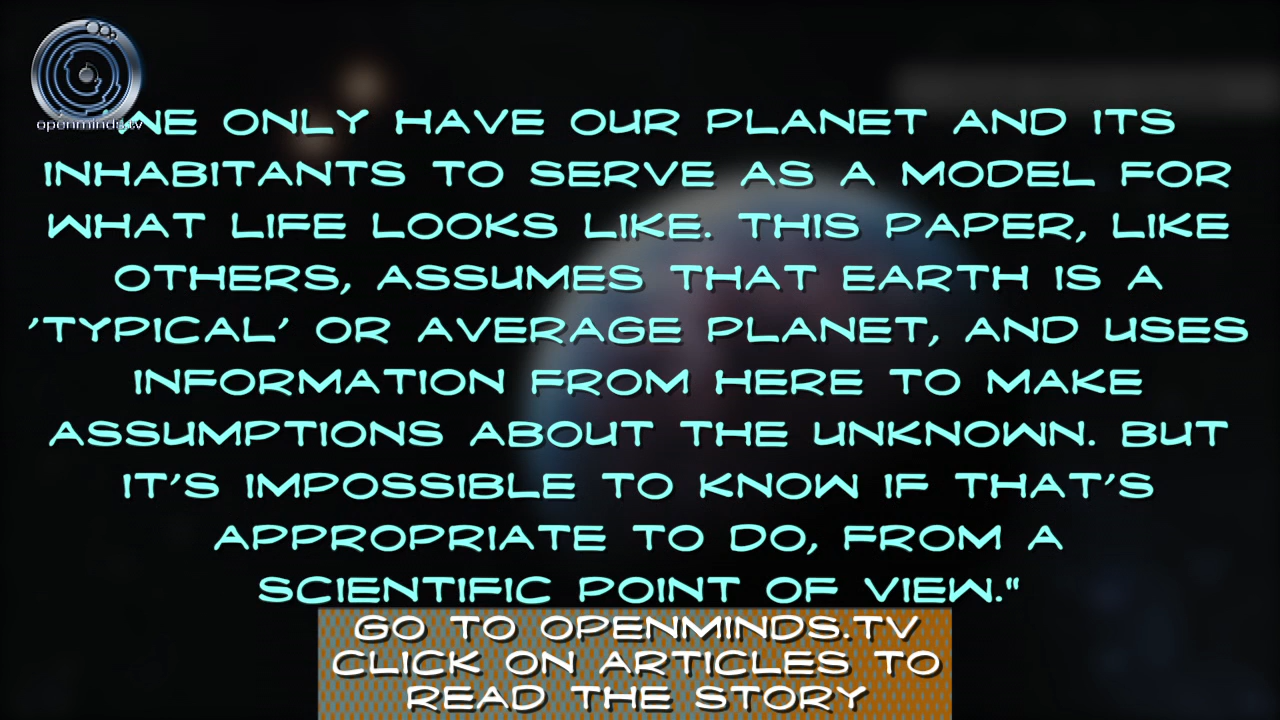 openminds.tv
NE ONLY HAVE OUR PLANET AND ITS
INHABITANTS TO SERVE AS A MODEL FOR
WHAT LIFE LOOKS LIKE. THIS PAPER, LIKE
OTHERS, ASSUMES THAT EARTH IS A
'TYPICAL' OR AVERAGE PLANET, AND USES
INFORMATION FROM HERE TO MAKE
ASSUMPTIONS ABOUT THE UNKNOWN. BUT
IT'S IMPOSSIBLE TO KNOW IF THAT'S
APPROPRIATE TO DO, FROM A
SCIENTIFIC POINT OF VIEW."
GO TO OPENMINDS.TV
CLICK ON ARTICLES TO
READ THE STORY